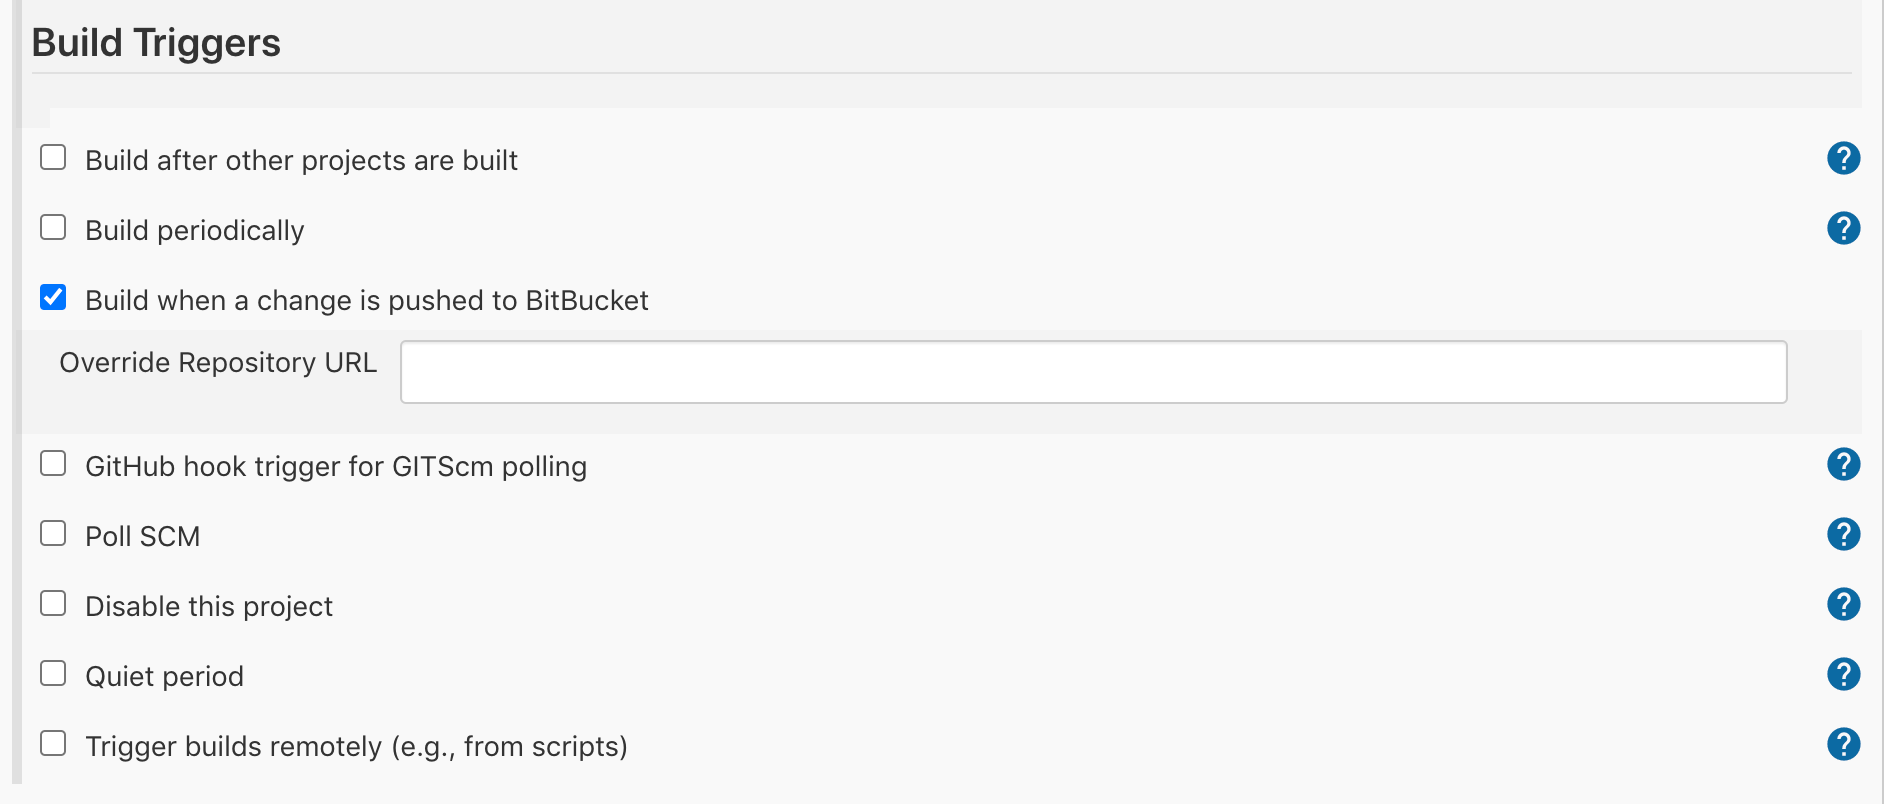 Build Triggers
Build after other projects are built
?
Build periodically
?
Build when a change is pushed to BitBucket
Override Repository URL
GitHub hook trigger for GITScm polling
?
Poll SCM
?
Disable this project
?
Quiet period
?
Trigger builds remotely (e.g., from scripts)
?